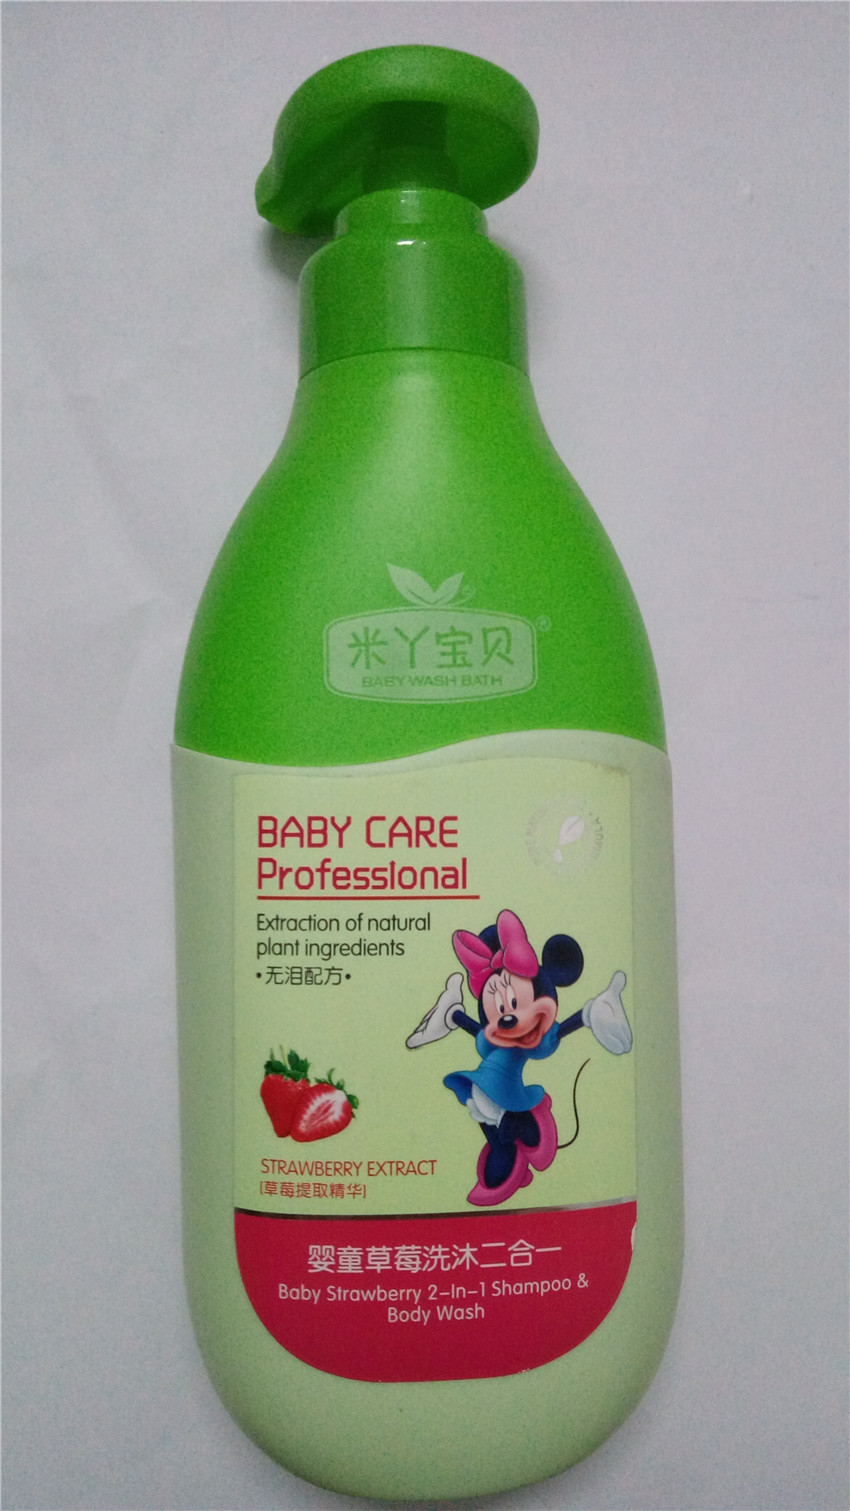 米丫宝贝®
BABY WASH BATH
BABY CARE
Professional
Extraction of natural
plant ingredients
•无泪配方•
STRAWBERRY EXTRACT
[草莓提取精华]
婴童草莓洗沐二合一
Baby Strawberry 2-In-1 Shampoo &
Body Wash